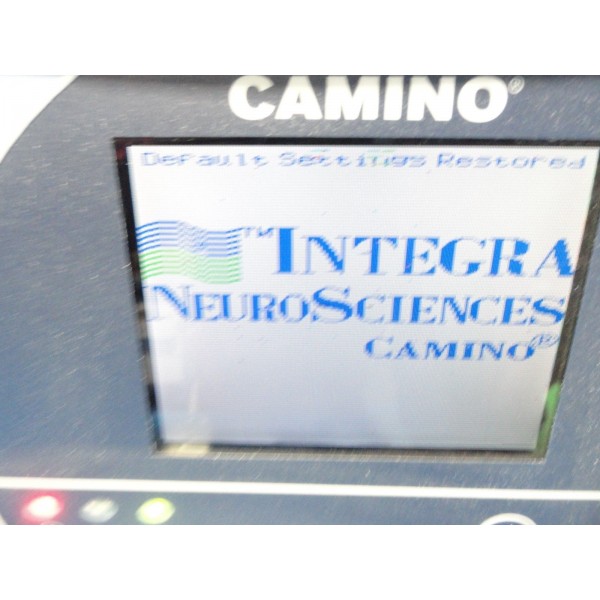 CAMINO®
Default Settings Restored
™INTEGRA
NEUROSCIENCES
CAMINO®